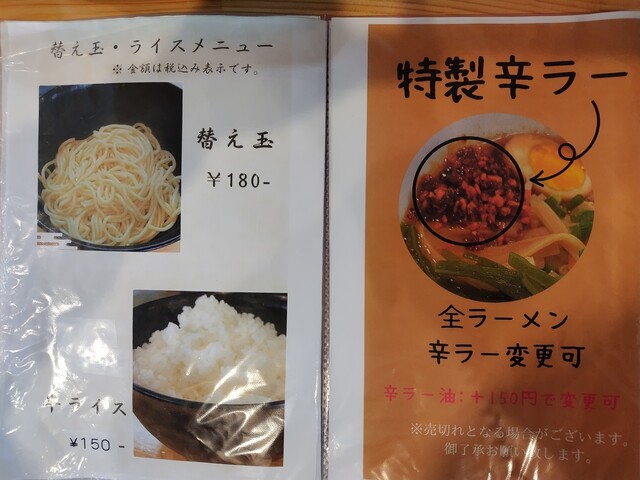 替え玉・ライスメニュー
※金額は税込み表示です。
替え玉
￥180-
ライス
￥150-
特製辛ラー
全ラーメン
辛ラー変更可
辛ラー油：＋150円で変更可
※売切れとなる場合がございます。
御了承お願い致します。